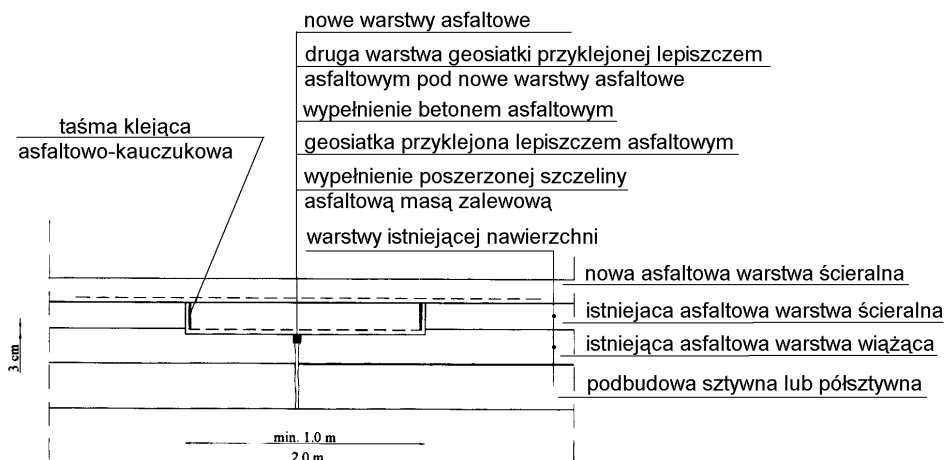 nowe warstwy asfaltowe
druga warstwa geosiatki przyklejonej lepiszczem
asfaltowym pod nowe warstwy asfaltowe
wypełnienie betonem asfaltowym
geosiatka przyklejona lepiszczem asfaltowym
wypełnienie poszerzonej szczeliny
asfaltową masą zalewową
warstwy istniejącej nawierzchni
taśma klejąca
asfaltowo-kauczukowa
nowa asfaltowa warstwa ścieralna
istniejaca asfaltowa warstwa ścieralna
istniejąca asfaltowa warstwa wiążąca
podbudowa sztywna lub półsztywna
3 cm
min. 1.0 m
2.0 m